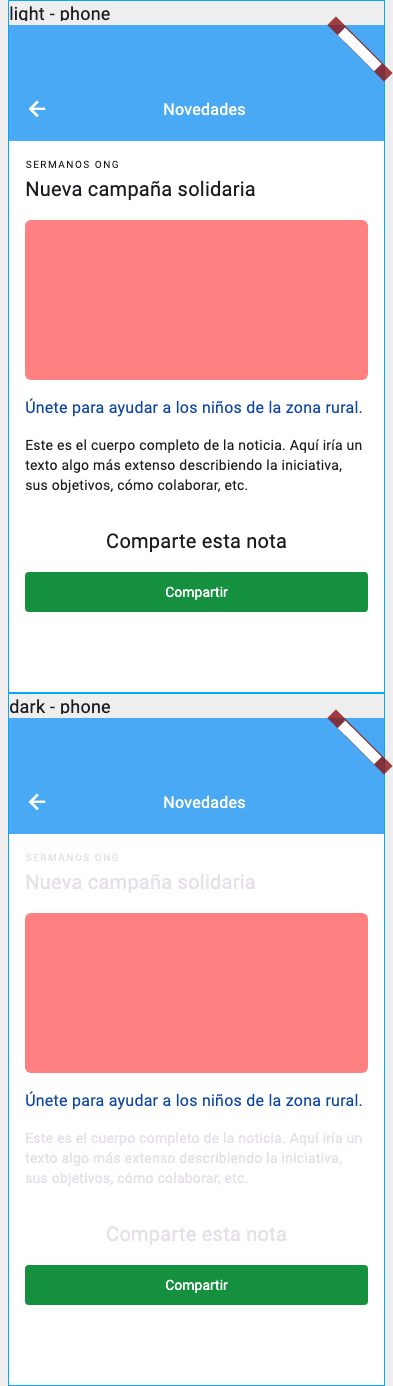 light - phone
Novedades
SERMANOS ONG
Nueva campaña solidaria
Únete para ayudar a los niños de la zona rural.
Este es el cuerpo completo de la noticia. Aquí iría un
texto algo más extenso describiendo la iniciativa,
sus objetivos, cómo colaborar, etc.
Comparte esta nota
Compartir
dark - phone
Novedades
SERMANOS ONG
Nueva campaña solidaria
Únete para ayudar a los niños de la zona rural.
Este es el cuerpo completo de la noticia. Aquí iría un
texto algo más extenso describiendo la iniciativa,
sus objetivos, cómo colaborar, etc.
Comparte esta nota
Compartir